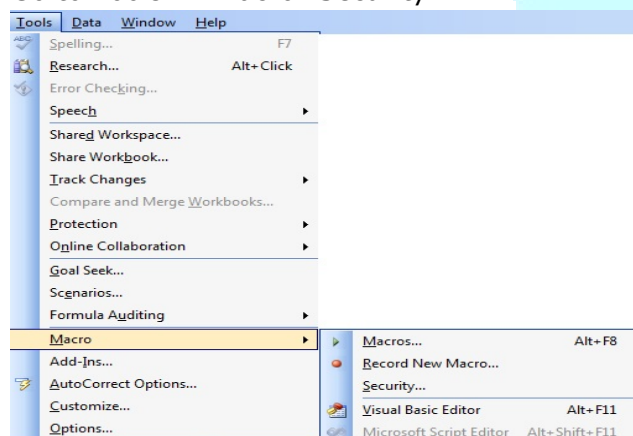 Tools Data Window Help
Spelling... F7
Research... Alt+Click
Error Checking...
Speech
Shared Workspace...
Share Workbook...
Track Changes
Compare and Merge Workbooks...
Protection
Online Collaboration
Goal Seek...
Scenarios...
Formula Auditing
Macro
Macros... Alt+F8
Add-Ins...
Record New Macro...
AutoCorrect Options...
Security...
Customize...
Visual Basic Editor Alt+F11
Options...
Microsoft Script Editor Alt+Shift+F11